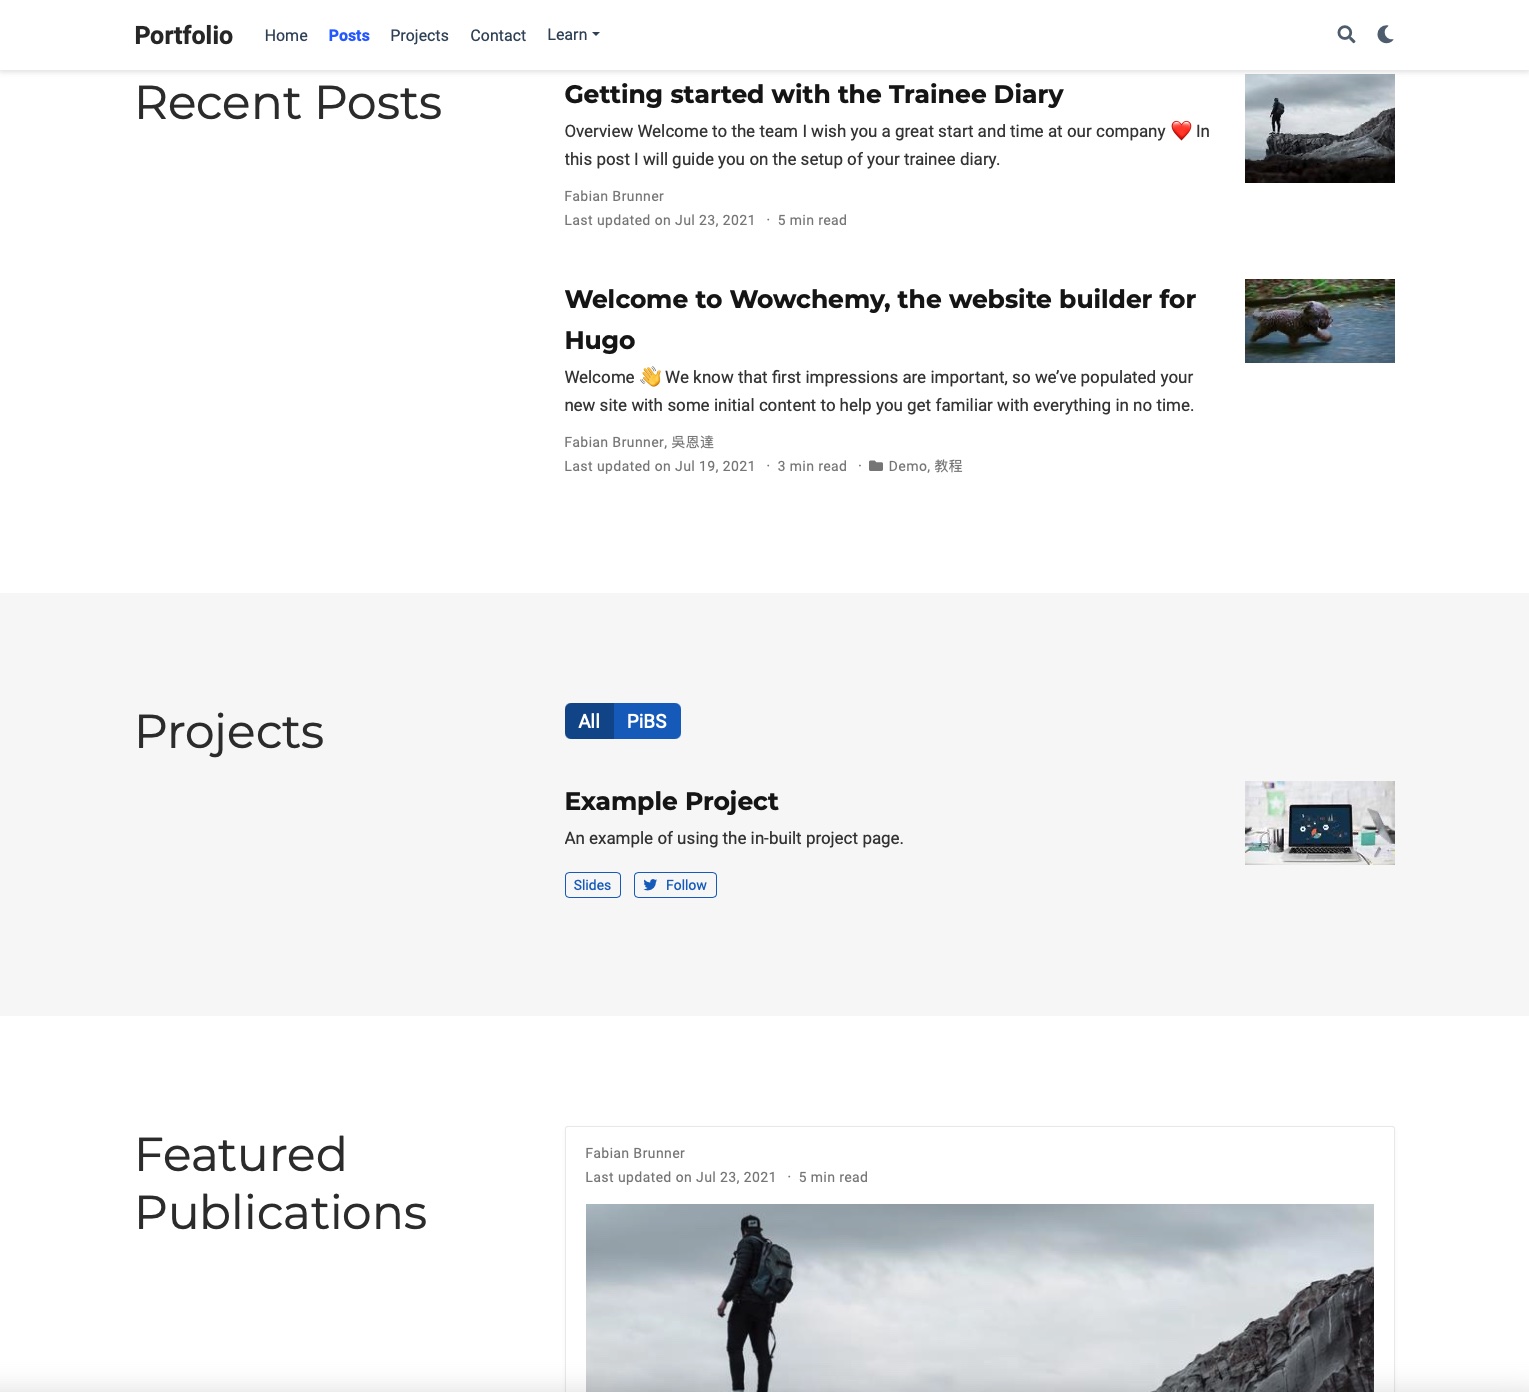 Portfolio Home Posts Projects Contact Learn
Recent Posts
Getting started with the Trainee Diary
Overview Welcome to the team I wish you a great start and time at our company ❤️ In
this post I will guide you on the setup of your trainee diary.
Fabian Brunner
Last updated on Jul 23, 2021 · 5 min read
Welcome to Wowchemy, the website builder for
Hugo
Welcome 👋 We know that first impressions are important, so we’ve populated your
new site with some initial content to help you get familiar with everything in no time.
Fabian Brunner, 吳恩達
Last updated on Jul 19, 2021 · 3 min read · Demo, 教程
Projects
All PiBS
Example Project
An example of using the in-built project page.
Slides Follow
Featured
Publications
Fabian Brunner
Last updated on Jul 23, 2021 · 5 min read